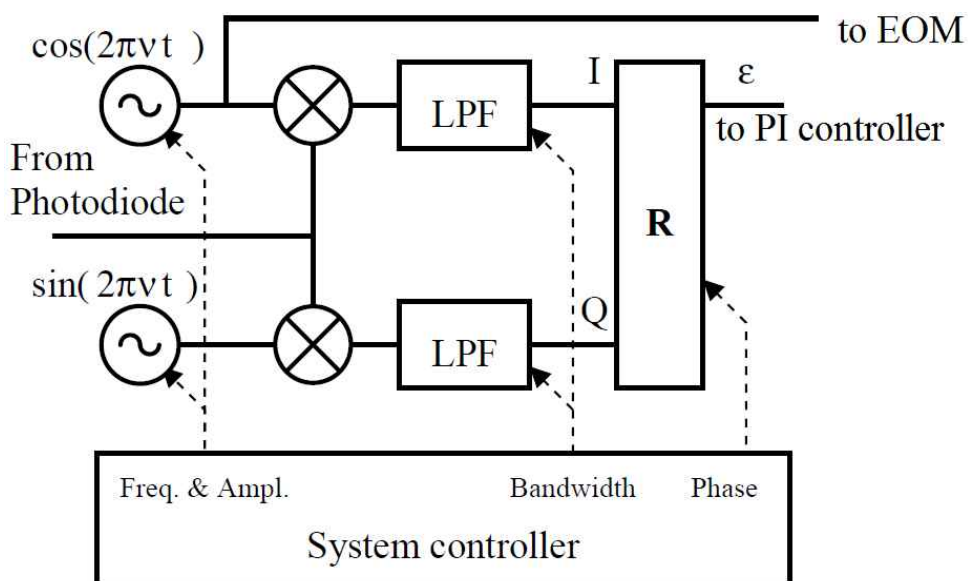 cos(2πνt)
to EOM
I
ε
LPF
to PI controller
From
Photodiode
R
sin( 2πνt )
Q
LPF
Freq. & Ampl.
Bandwidth
Phase
System controller